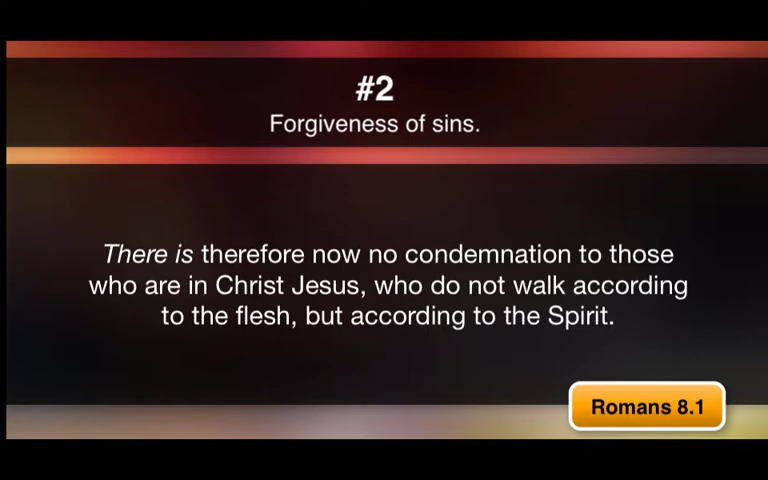 #2
Forgiveness of sins.
There is therefore now no condemnation to those
who are in Christ Jesus, who do not walk according
to the flesh, but according to the Spirit.
Romans 8.1